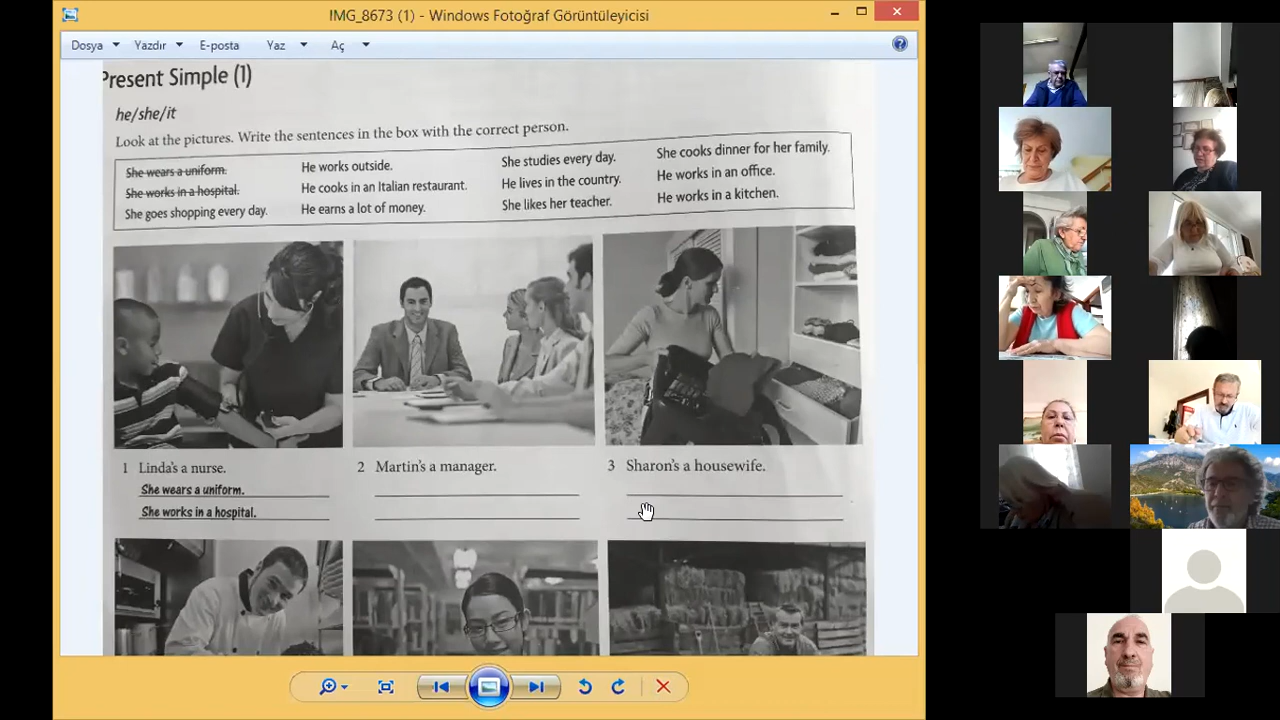 IMG_8673 (1) - Windows Fotoğraf Görüntüleyicisi
Dosya Yazdır E-posta Yaz Aç
Present Simple (1)
he/she/it
Look at the pictures. Write the sentences in the box with the correct person.
She wears a uniform. He works outside. She studies every day. She cooks dinner for her family.
She works in a hospital. He cooks in an Italian restaurant. He lives in the country. He works in an office.
She goes shopping every day. He earns a lot of money. She likes her teacher. He works in a kitchen.
1 Linda's a nurse. 2 Martin's a manager. 3 Sharon's a housewife.
She wears a uniform.
She works in a hospital.